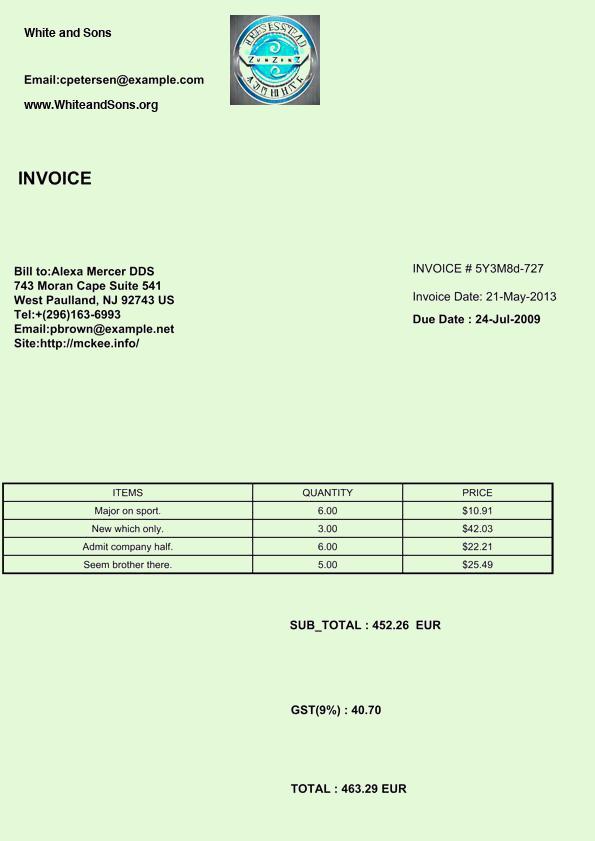 White and Sons
Email:cpetersen@example.com
www.WhiteandSons.org
INVOICE
Bill to:Alexa Mercer DDS
743 Moran Cape Suite 541
West Paulland, NJ 92743 US
Tel:+(296)163-6993
Email:pbrown@example.net
Site:http://mckee.info/
INVOICE # 5Y3M8d-727
Invoice Date: 21-May-2013
Due Date : 24-Jul-2009
ITEMS QUANTITY PRICE
Major on sport. 6.00 $10.91
New which only. 3.00 $42.03
Admit company half. 6.00 $22.21
Seem brother there. 5.00 $25.49
SUB_TOTAL : 452.26 EUR
GST(9%) : 40.70
TOTAL : 463.29 EUR